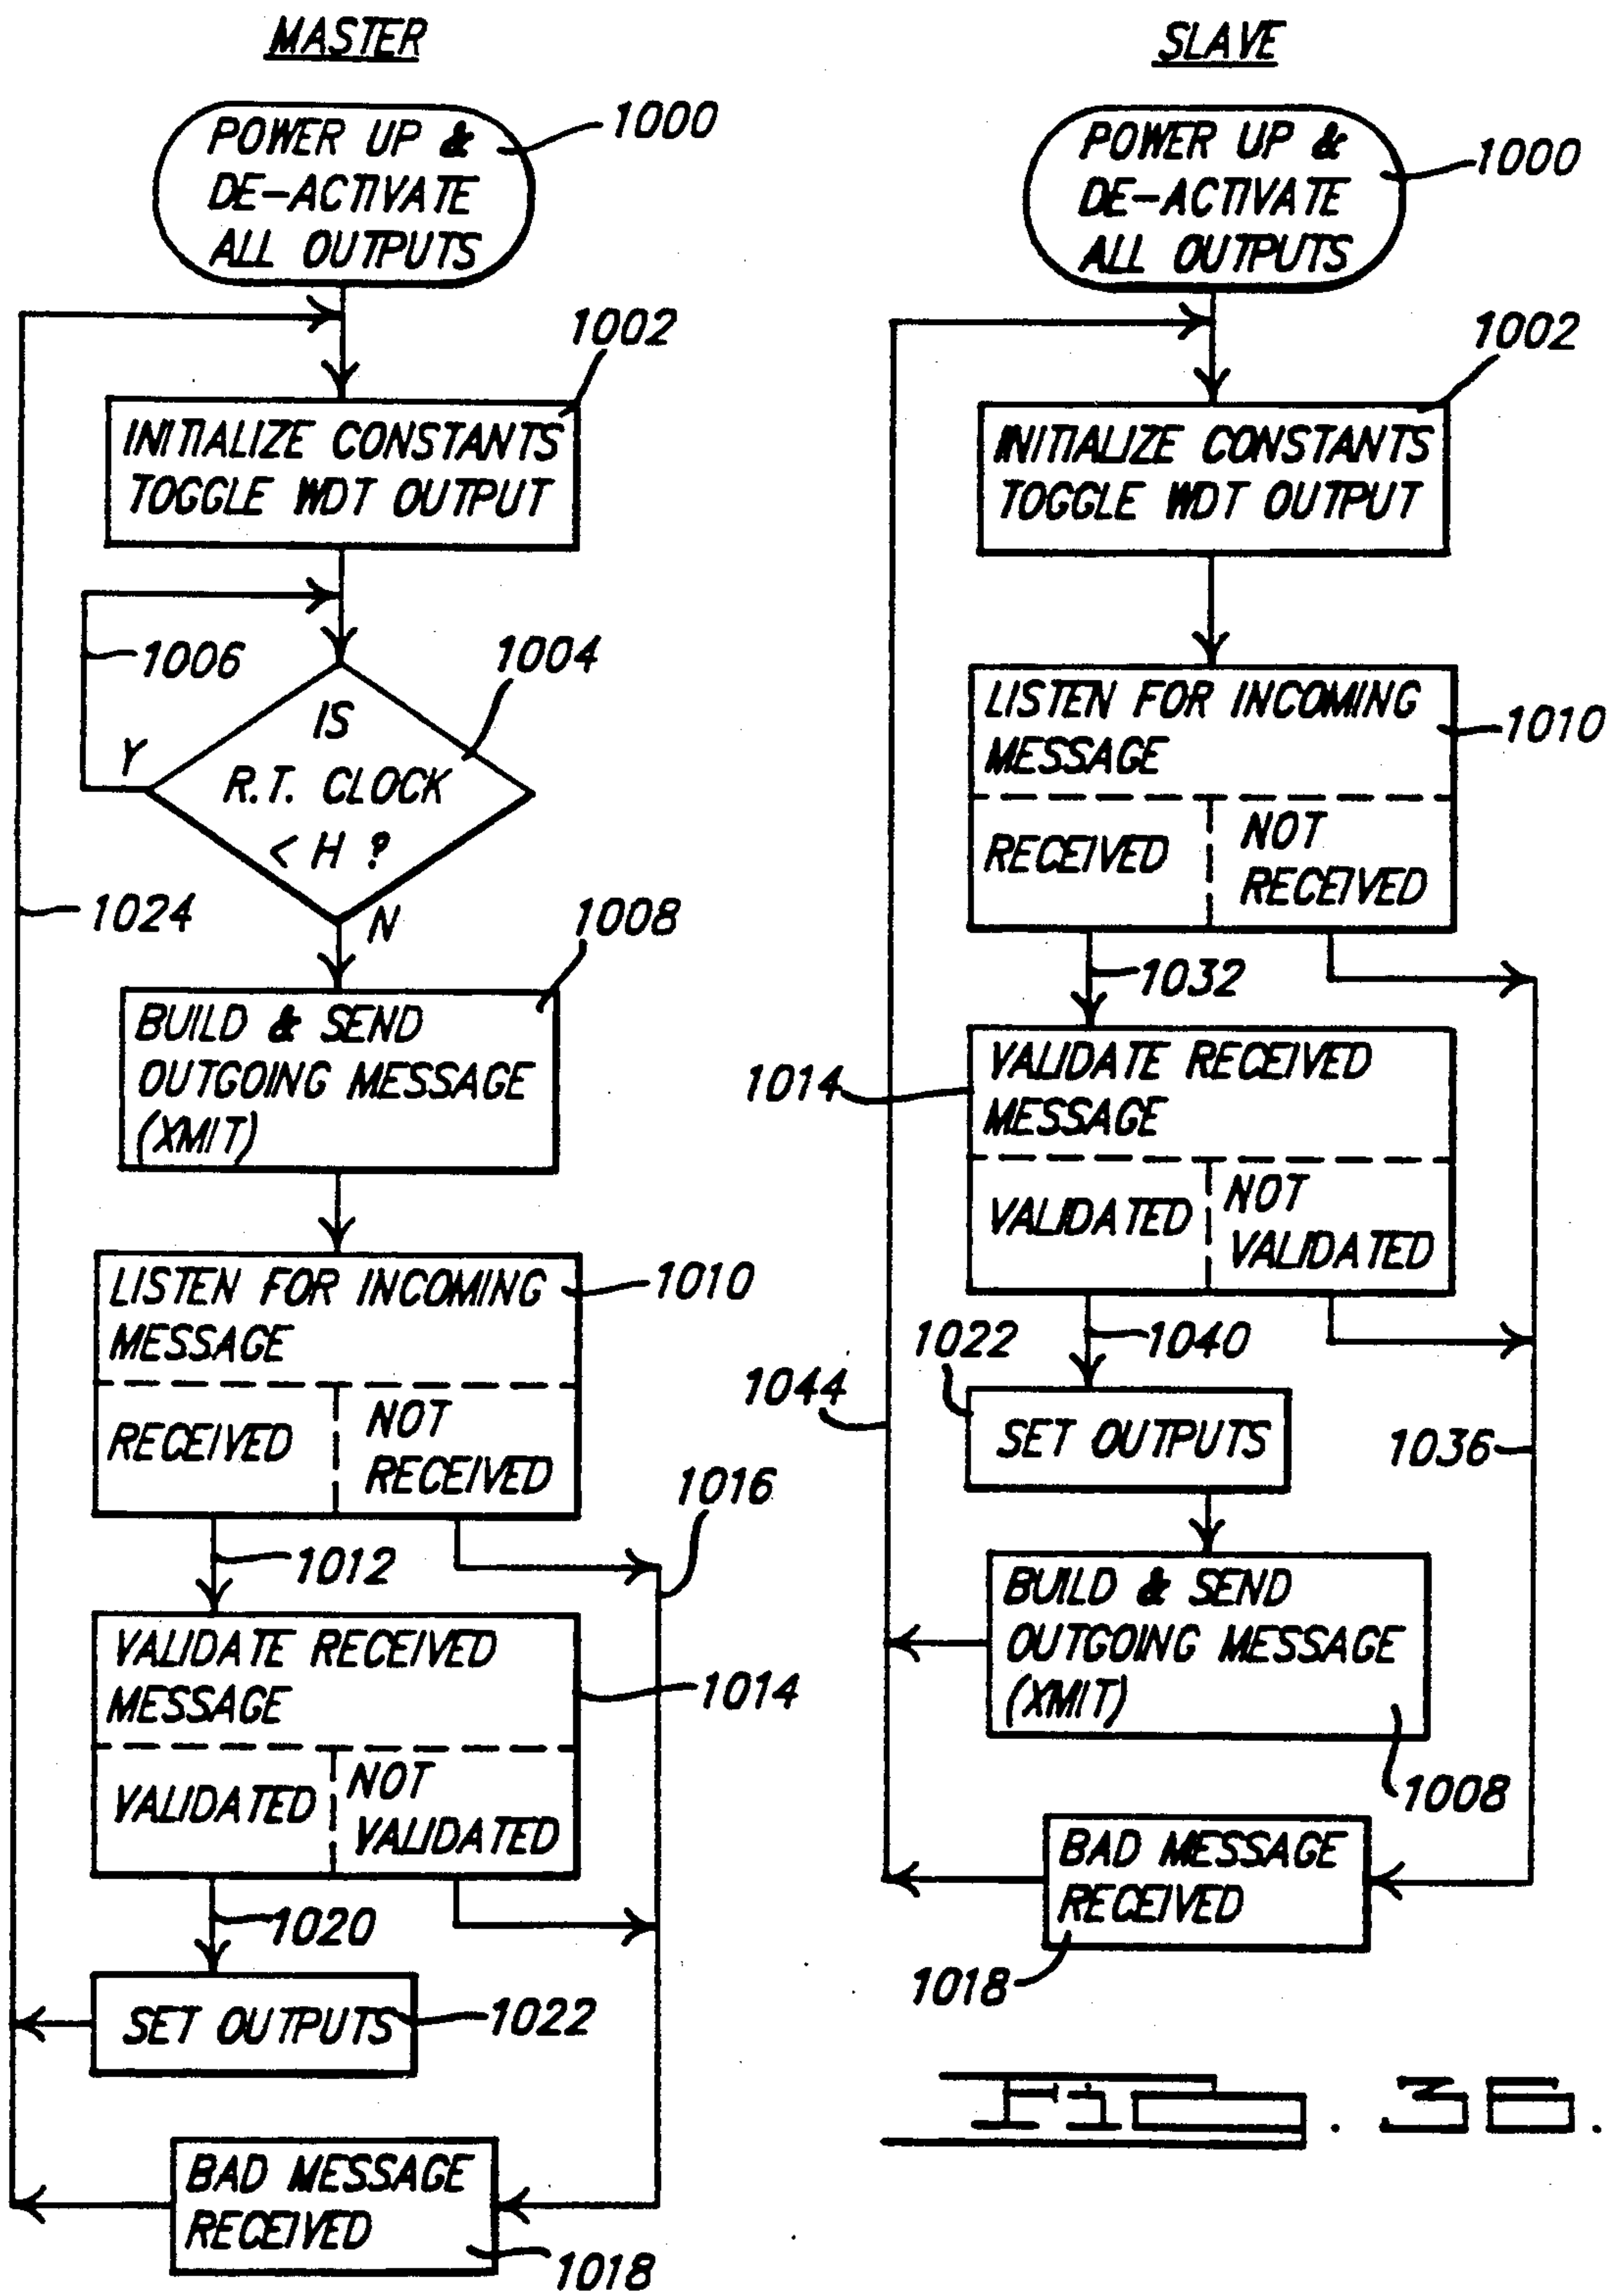 MASTER
POWER UP &
DE-ACTIVATE
ALL OUTPUTS
1000
1002
INITIALIZE CONSTANTS
TOGGLE WDT OUTPUT
1006
1004
IS
R.T. CLOCK
< H ?
Y
N
1024
1008
BUILD & SEND
OUTGOING MESSAGE
(XMIT)
LISTEN FOR INCOMING
MESSAGE
1010
RECEIVED
NOT
RECEIVED
1016
1012
VALIDATE RECEIVED
MESSAGE
1014
VALIDATED
NOT
VALIDATED
1020
SET OUTPUTS
1022
BAD MESSAGE
RECEIVED
1018
SLAVE
POWER UP &
DE-ACTIVATE
ALL OUTPUTS
1000
1002
INITIALIZE CONSTANTS
TOGGLE WDT OUTPUT
LISTEN FOR INCOMING
MESSAGE
1010
RECEIVED
NOT
RECEIVED
1032
VALIDATE RECEIVED
MESSAGE
1014
VALIDATED
NOT
VALIDATED
1040
1022
1044
SET OUTPUTS
1036
BUILD & SEND
OUTGOING MESSAGE
(XMIT)
1008
BAD MESSAGE
RECEIVED
1018
FIG. 36.